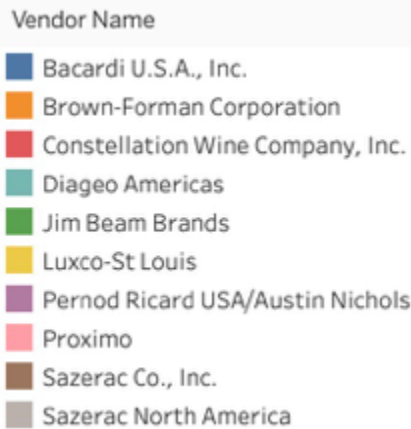 Vendor Name
Bacardi U.S.A., Inc.
Brown-Forman Corporation
Constellation Wine Company, Inc.
Diageo Americas
Jim Beam Brands
Luxco-St Louis
Pernod Ricard USA/Austin Nichols
Proximo
Sazerac Co., Inc.
Sazerac North America